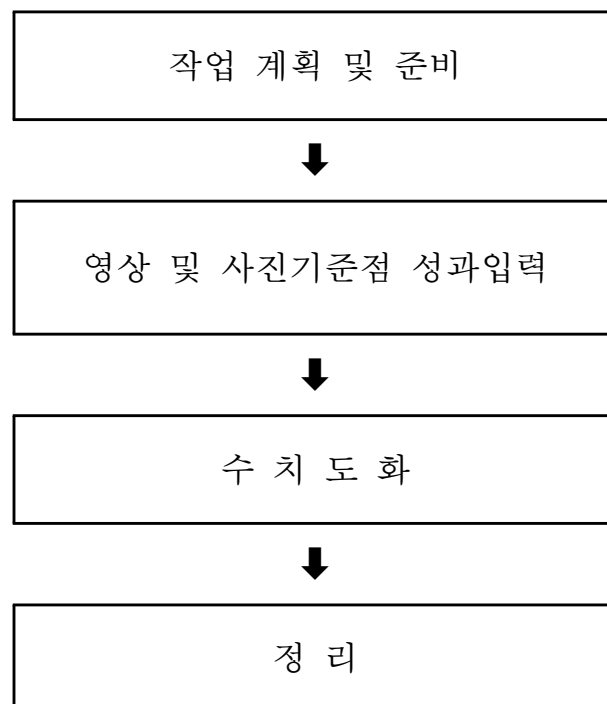 작업 계획 및 준비
영상 및 사진기준점 성과입력
수 치 도 화
정 리